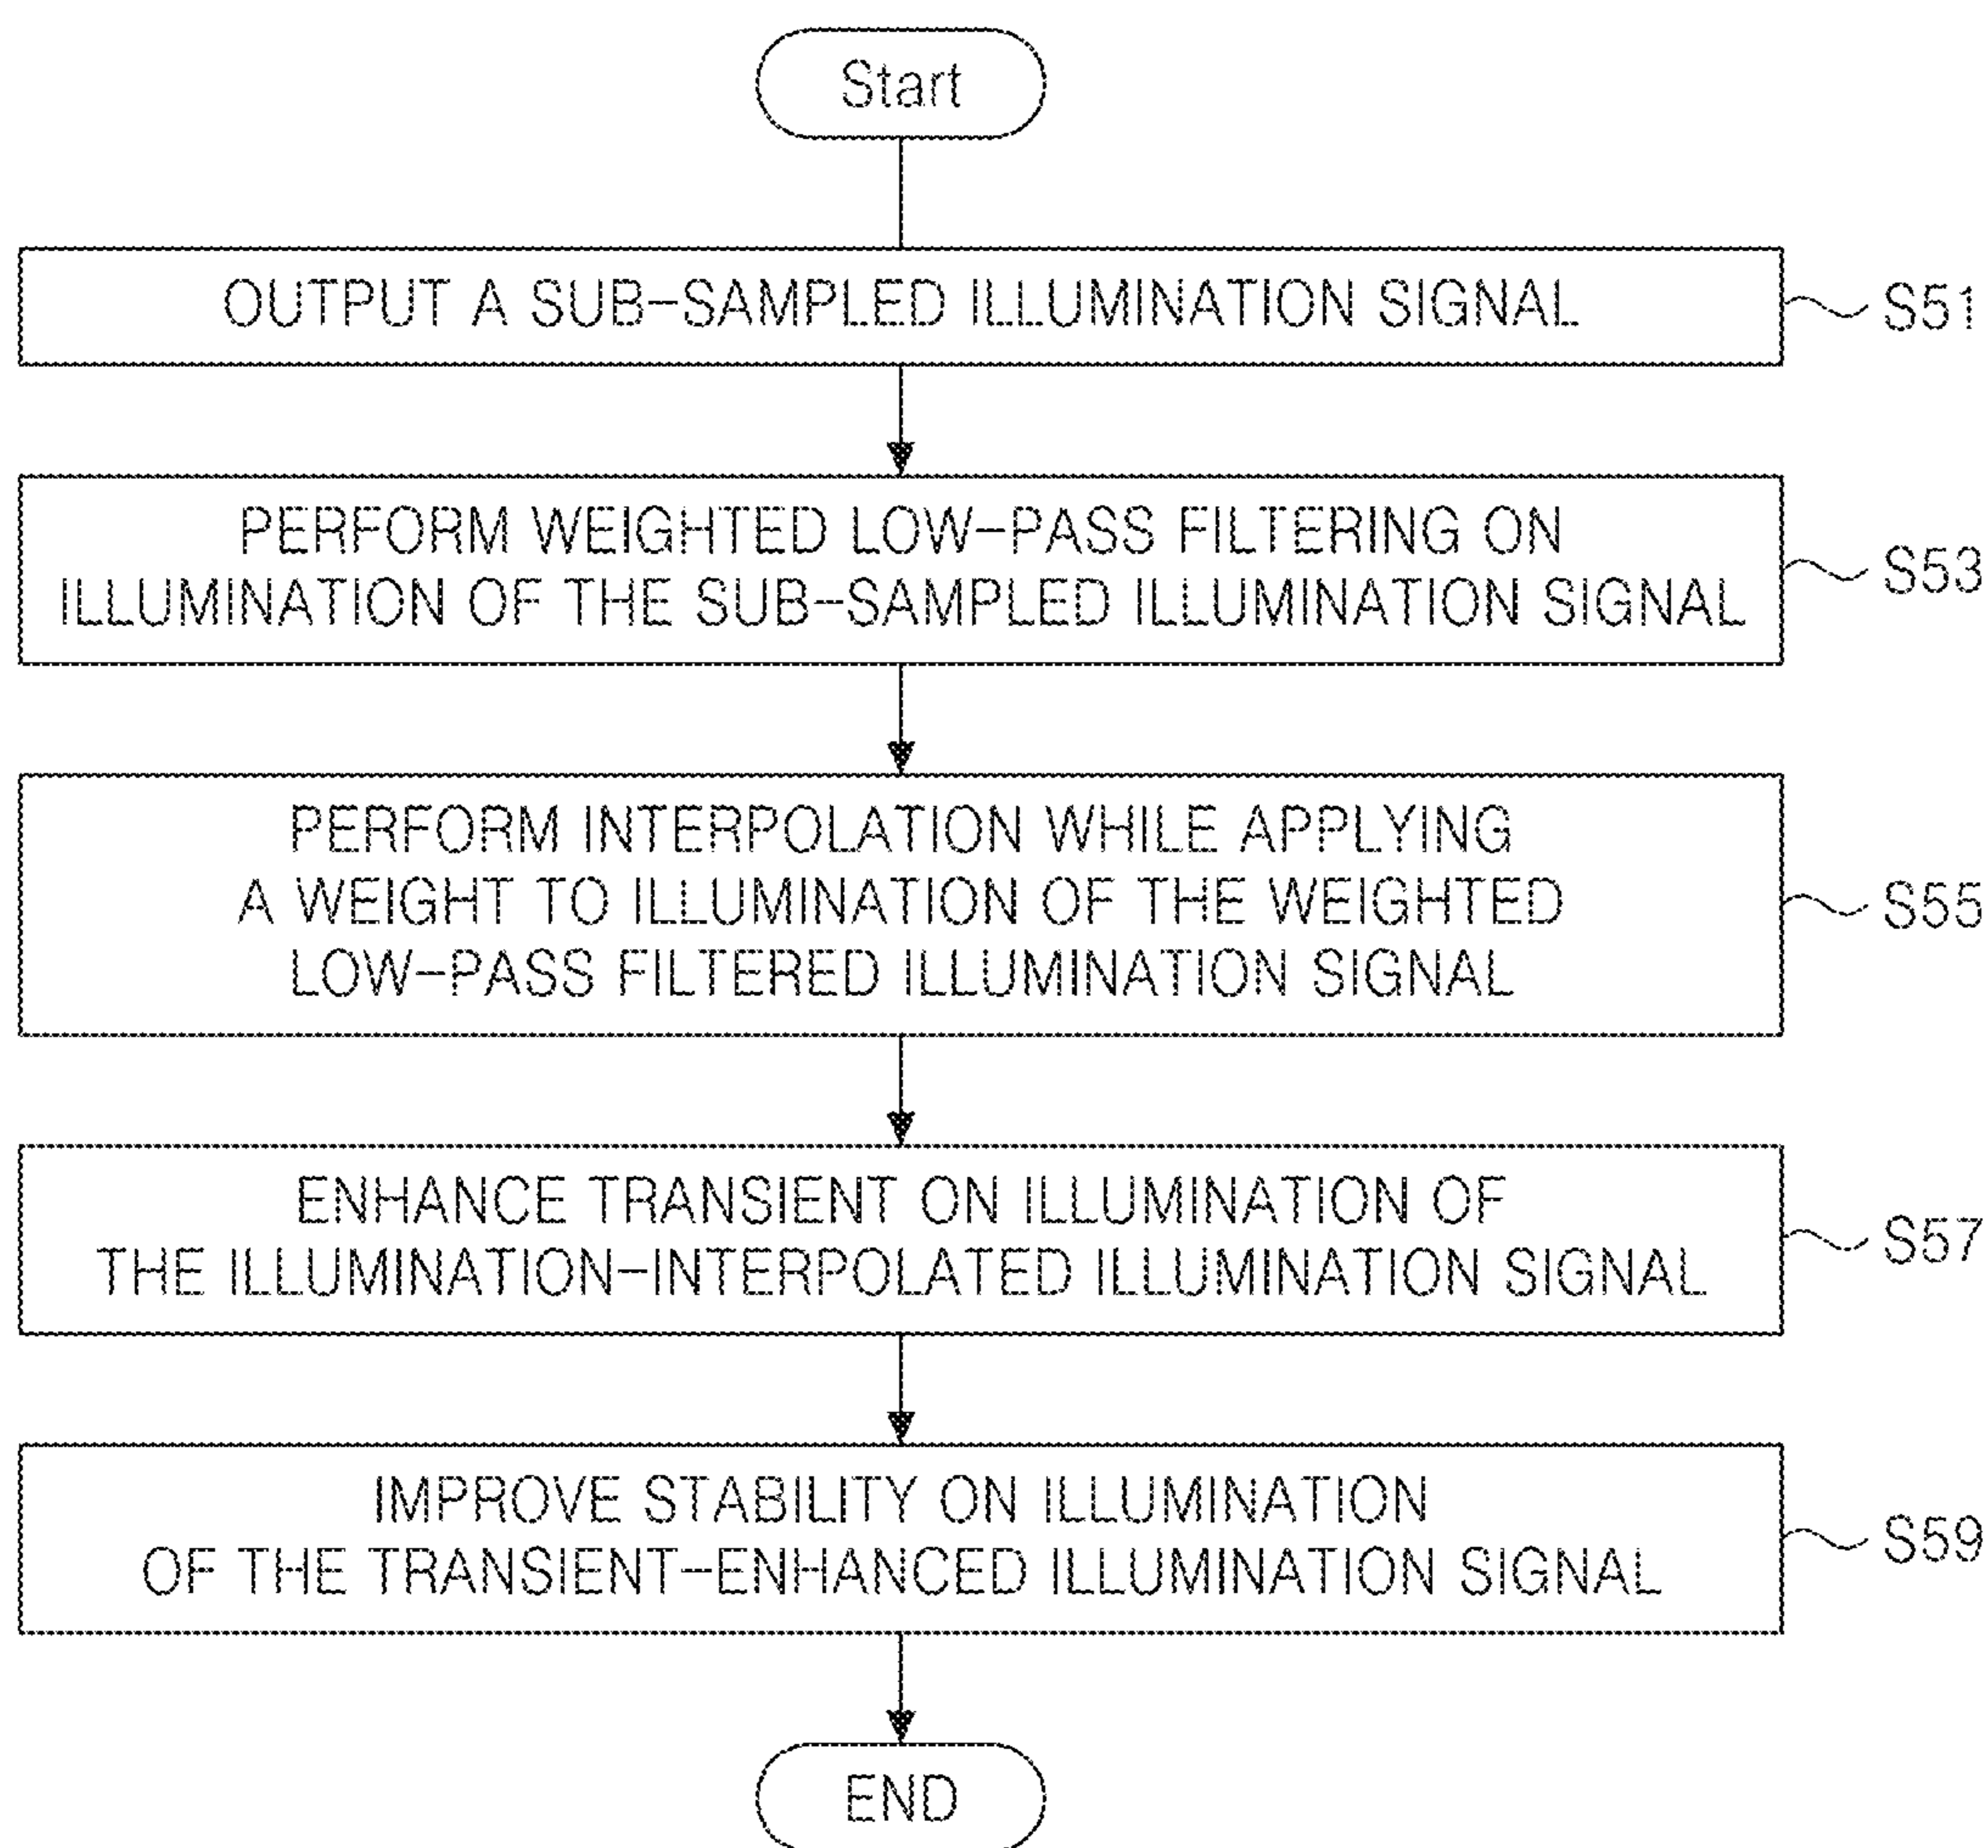 Start
OUTPUT A SUB-SAMPLED ILLUMINATION SIGNAL
S51
PERFORM WEIGHTED LOW-PASS FILTERING ON
ILLUMINATION OF THE SUB-SAMPLED ILLUMINATION SIGNAL
S53
PERFORM INTERPOLATION WHILE APPLYING
A WEIGHT TO ILLUMINATION OF THE WEIGHTED
LOW-PASS FILTERED ILLUMINATION SIGNAL
S55
ENHANCE TRANSIENT ON ILLUMINATION OF
THE ILLUMINATION-INTERPOLATED ILLUMINATION SIGNAL
S57
IMPROVE STABILITY ON ILLUMINATION
OF THE TRANSIENT-ENHANCED ILLUMINATION SIGNAL
S59
END